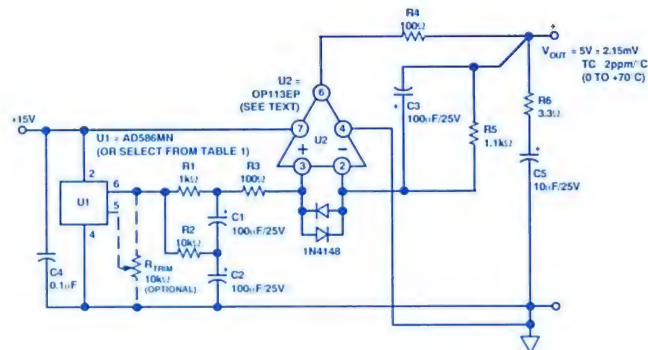 R4
100Ω
+
VOUT = 5V ± 2.15mV
TC 2ppm/°C
(0 TO +70°C)
U2 =
OP113EP
(SEE TEXT)
6
U2
7
4
+
−
3
2
+15V
U1 = AD586MN
(OR SELECT FROM TABLE 1)
+
C3
100µF/25V
R5
1.1kΩ
R6
3.3Ω
+
C5
10µF/25V
2
U1
6
5
4
R1
1kΩ
R3
100Ω
R2
10kΩ
+
C1
100µF/25V
+
C2
100µF/25V
1N4148
RTRIM
10kΩ
(OPTIONAL)
C4
0.1µF